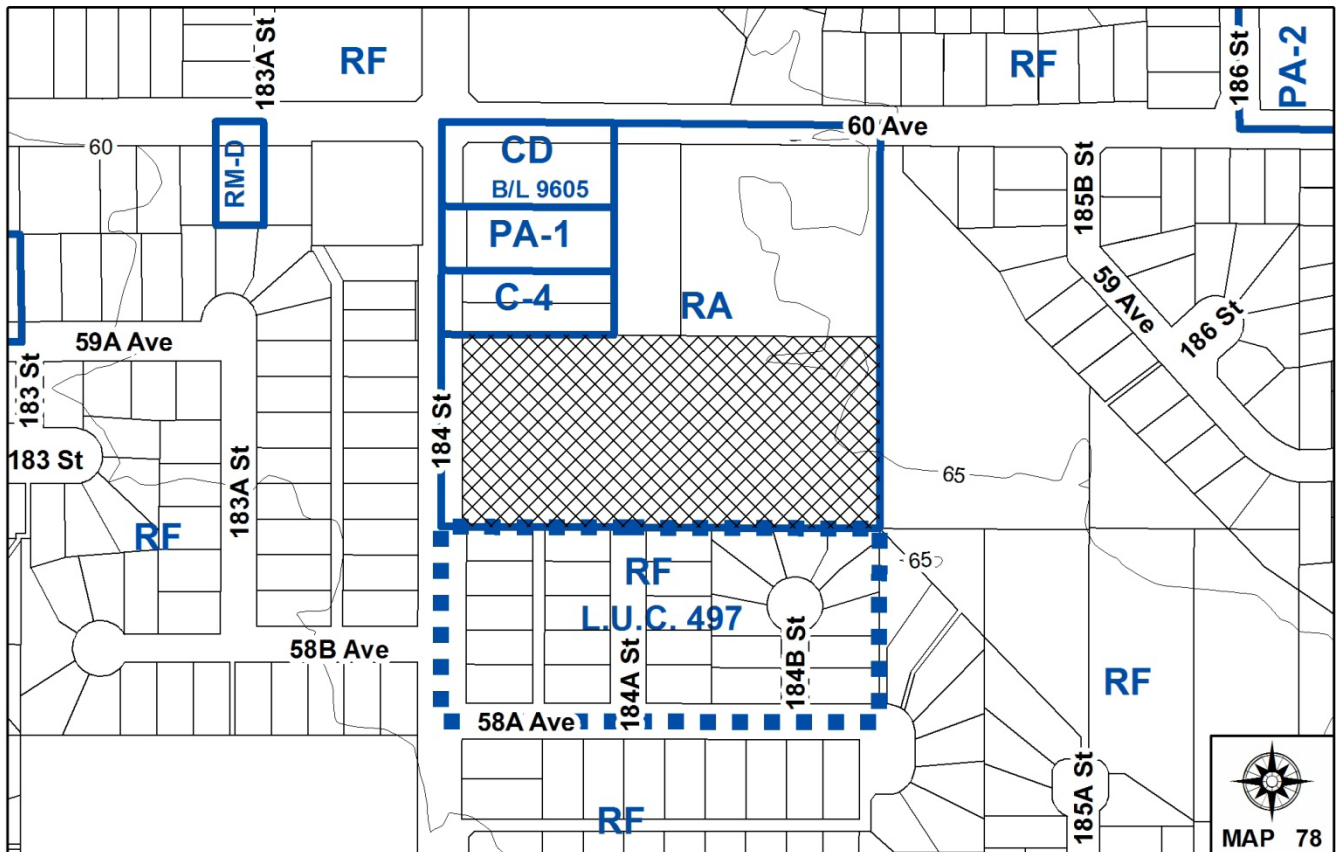 183A St
RF
RF
186 St
PA-2
60 Ave
60
RM-D
CD
B/L 9605
PA-1
C-4
RA
185B St
59 Ave
186 St
59A Ave
183 St
183 St
183A St
184 St
65
RF
RF
L.U.C. 497
65
58B Ave
184A St
184B St
RF
58A Ave
185A St
RF
MAP 78